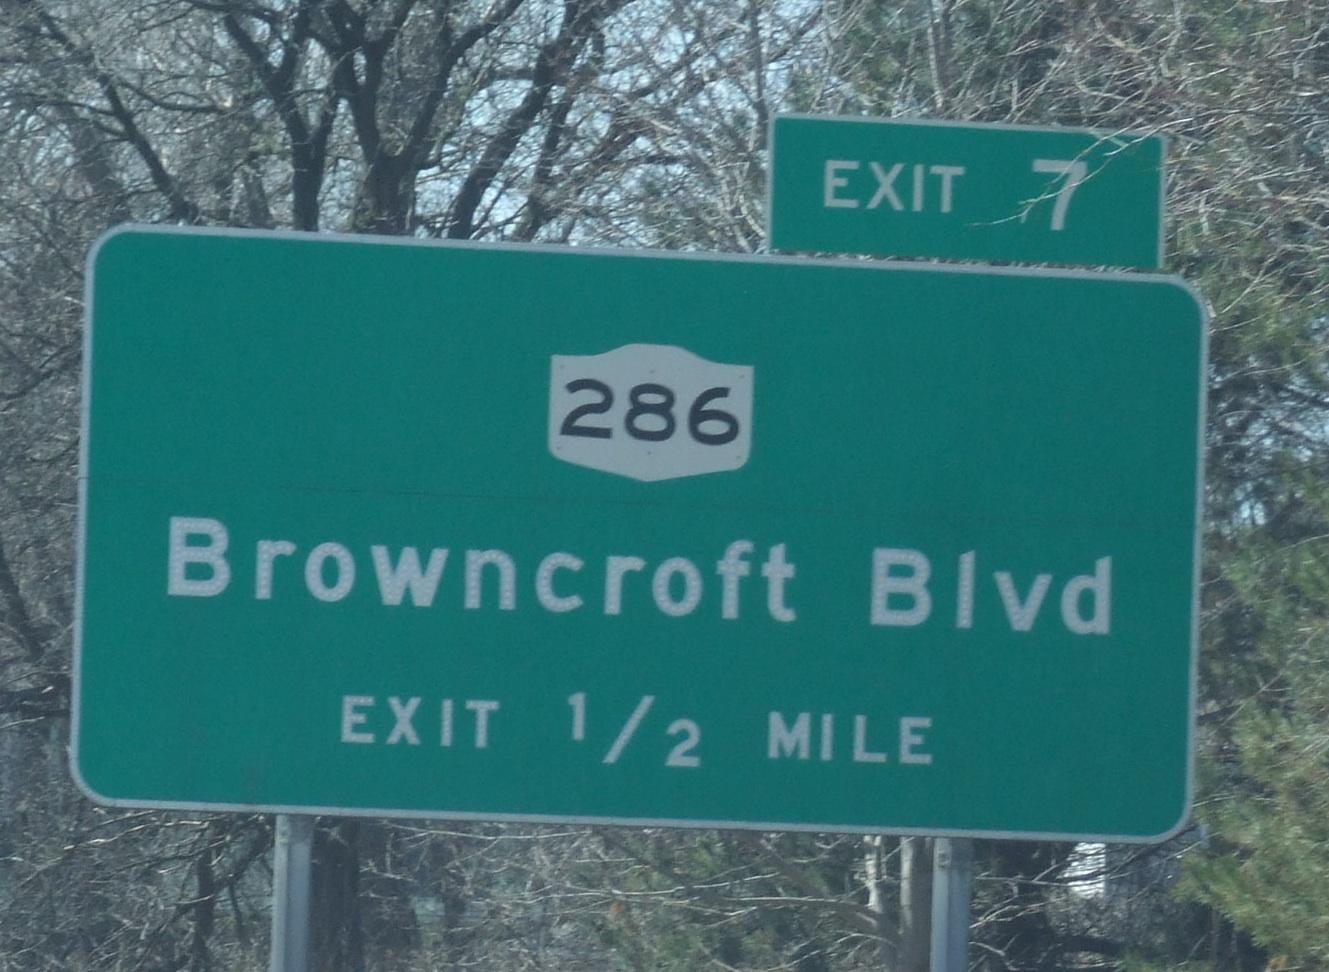 EXIT 7
286
Browncroft Blvd
EXIT 1/2 MILE